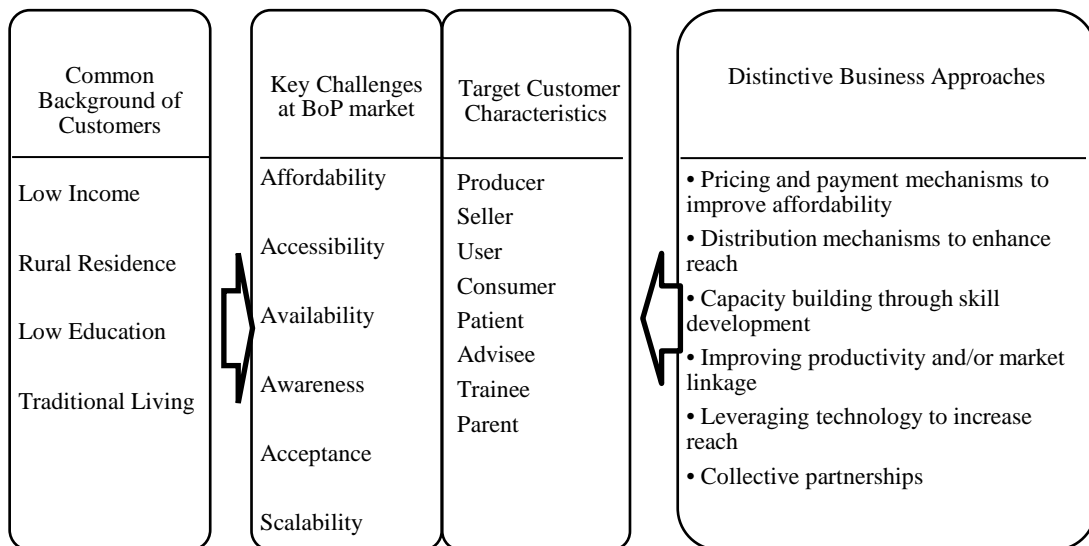 Common
Background of
Customers
Low Income
Rural Residence
Low Education
Traditional Living
Key Challenges
at BoP market
Affordability
Accessibility
Availability
Awareness
Acceptance
Scalability
Target Customer
Characteristics
Producer
Seller
User
Consumer
Patient
Advisee
Trainee
Parent
Distinctive Business Approaches
• Pricing and payment mechanisms to
improve affordability
• Distribution mechanisms to enhance
reach
• Capacity building through skill
development
• Improving productivity and/or market
linkage
• Leveraging technology to increase
reach
• Collective partnerships